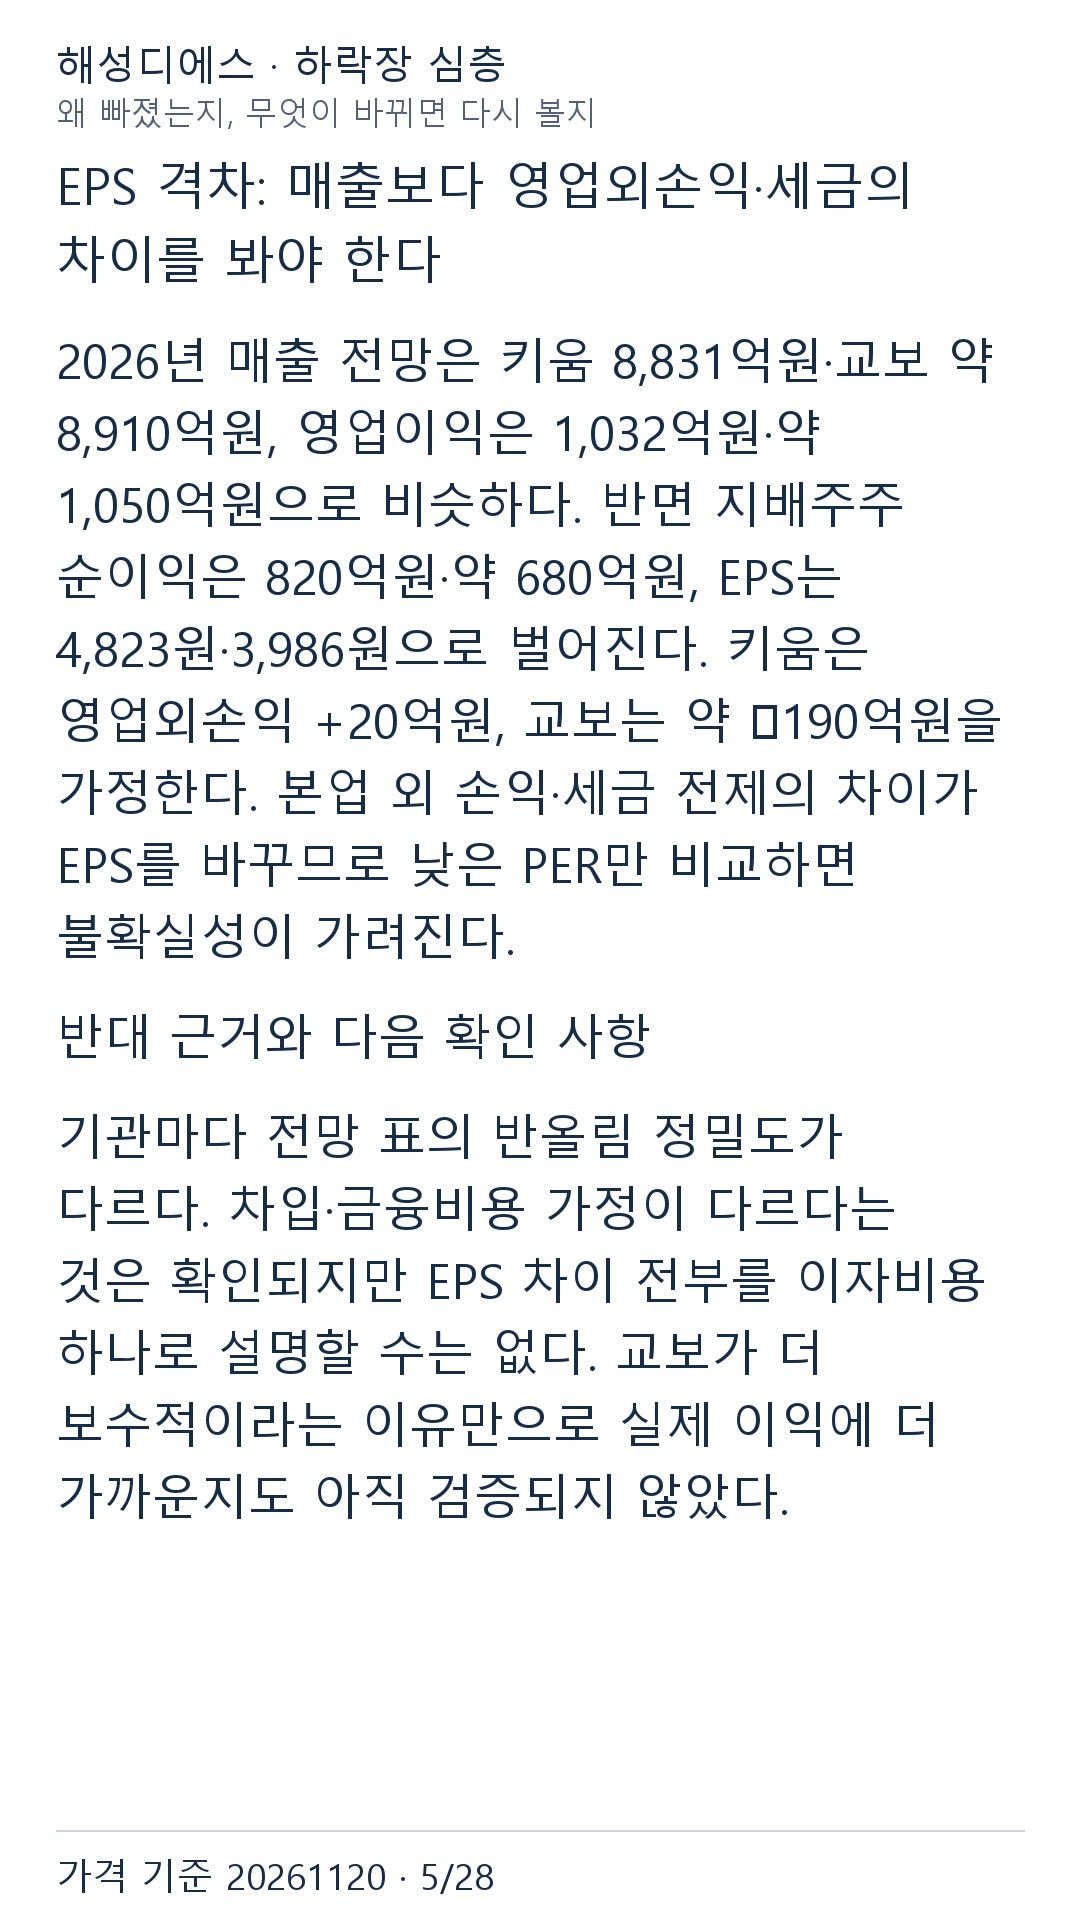 해성디에스 · 하락장 심층
왜 빠졌는지, 무엇이 바뀌면 다시 볼지
EPS 격차: 매출보다 영업외손익·세금의
차이를 봐야 한다
2026년 매출 전망은 키움 8,831억원·교보 약
8,910억원, 영업이익은 1,032억원·약
1,050억원으로 비슷하다. 반면 지배주주
순이익은 820억원·약 680억원, EPS는
4,823원·3,986원으로 벌어진다. 키움은
영업외손익 +20억원, 교보는 약 □190억원을
가정한다. 본업 외 손익·세금 전제의 차이가
EPS를 바꾸므로 낮은 PER만 비교하면
불확실성이 가려진다.
반대 근거와 다음 확인 사항
기관마다 전망 표의 반올림 정밀도가
다르다. 차입·금융비용 가정이 다르다는
것은 확인되지만 EPS 차이 전부를 이자비용
하나로 설명할 수는 없다. 교보가 더
보수적이라는 이유만으로 실제 이익에 더
가까운지도 아직 검증되지 않았다.
가격 기준 20261120 · 5/28